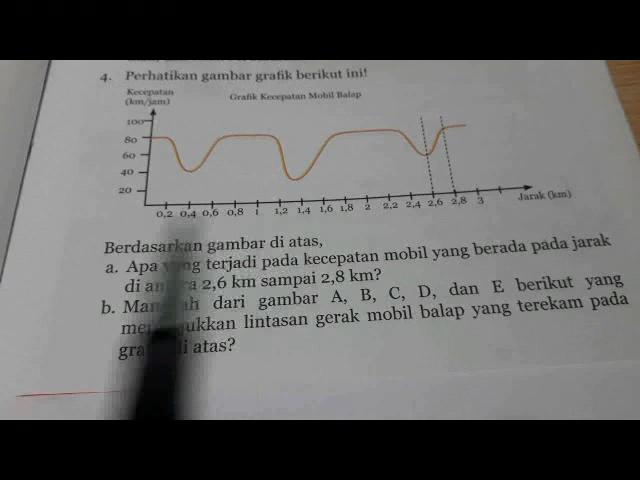 4. Perhatikan gambar grafik berikut ini!
Kecepatan
(km/jam)
Grafik Kecepatan Mobil Balap
100
80
60
40
20
0,2 0,4 0,6 0,8 1 1,2 1,4 1,6 1,8 2 2,2 2,4 2,6 2,8 3
Jarak (km)
Berdasarkan gambar di atas,
a. Apa yang terjadi pada kecepatan mobil yang berada pada jarak
di 2,6 km sampai 2,8 km?
b. dari gambar A, B, C, D, dan E berikut yang
lintasan gerak mobil balap yang terekam pada
atas?